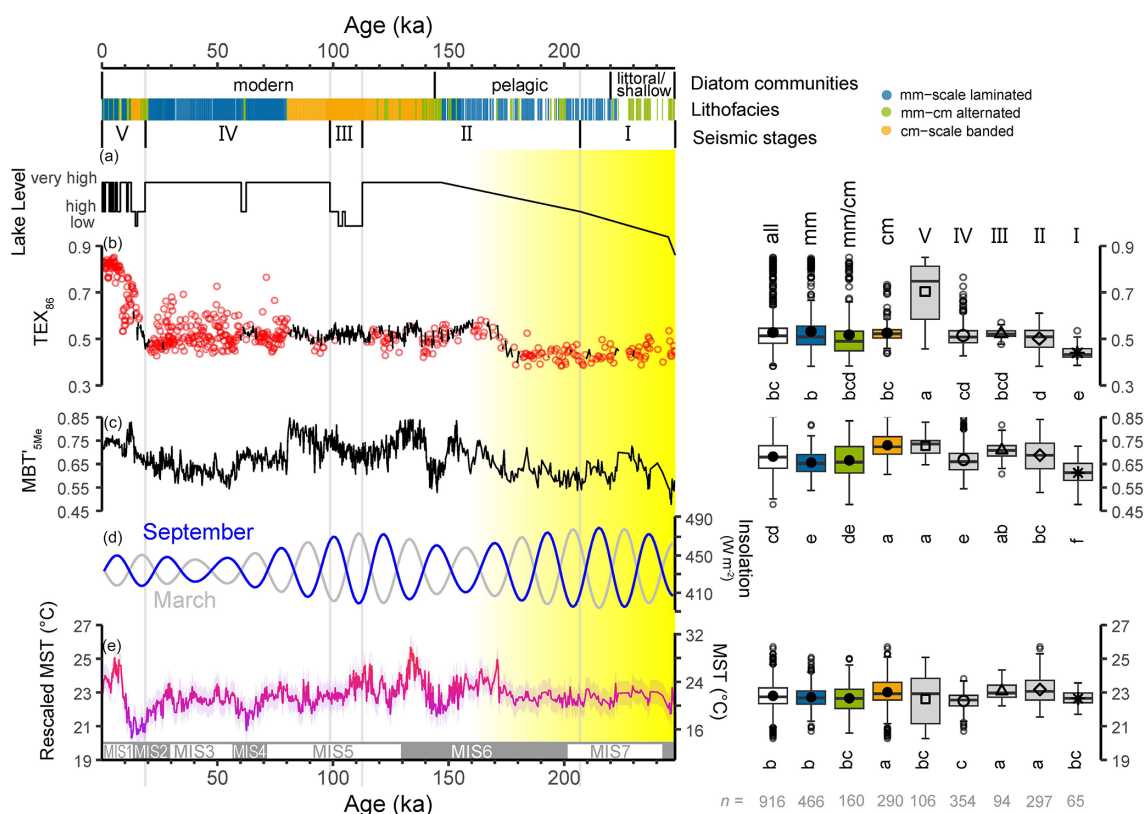 Age (ka)
0 50 100 150 200
modern pelagic littoral/
shallow
Diatom communities
Lithofacies
Seismic stages
mm−scale laminated
mm−cm alternated
cm−scale banded
V IV III II I
(a)
Lake Level
very high
high
low
(b)
TEX86
0.9
0.7
0.5
0.3
all mm mm/cm cm V IV III II I
0.9
0.7
0.5
0.3
bc b bcd bc a cd bcd d e
(c)
MBT'5Me
0.85
0.75
0.65
0.55
0.45
0.85
0.75
0.65
0.55
0.45
cd e de a a e ab bc f
(d)
September
March
490
450
410
Insolation
(W m-2)
(e)
Rescaled MST (°C)
27
25
23
21
19
32
28
24
20
16
MST (°C)
27
25
23
21
19
b b bc a bc c a a bc
MIS1 MIS2 MIS3 MIS4 MIS5 MIS6 MIS7
0 50 100 150 200
Age (ka)
n = 916 466 160 290 106 354 94 297 65